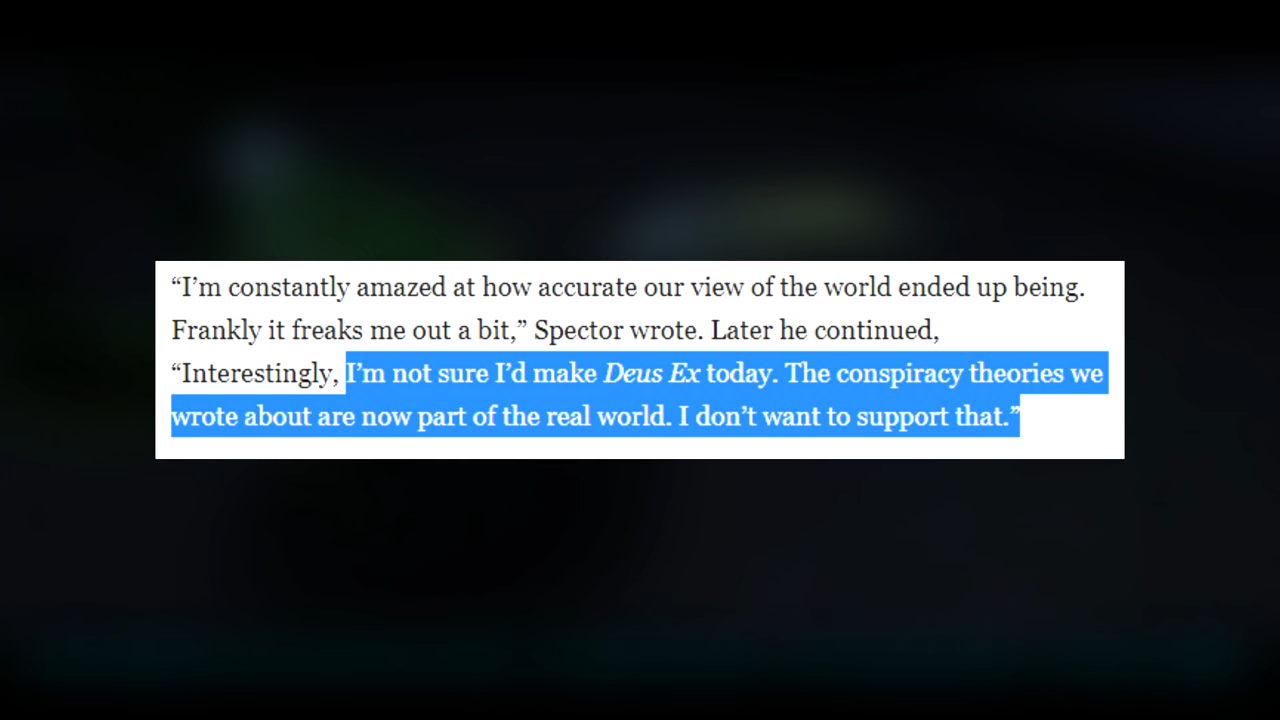 “I’m constantly amazed at how accurate our view of the world ended up being.
Frankly it freaks me out a bit,” Spector wrote. Later he continued,
“Interestingly, I’m not sure I’d make Deus Ex today. The conspiracy theories we
wrote about are now part of the real world. I don’t want to support that.”